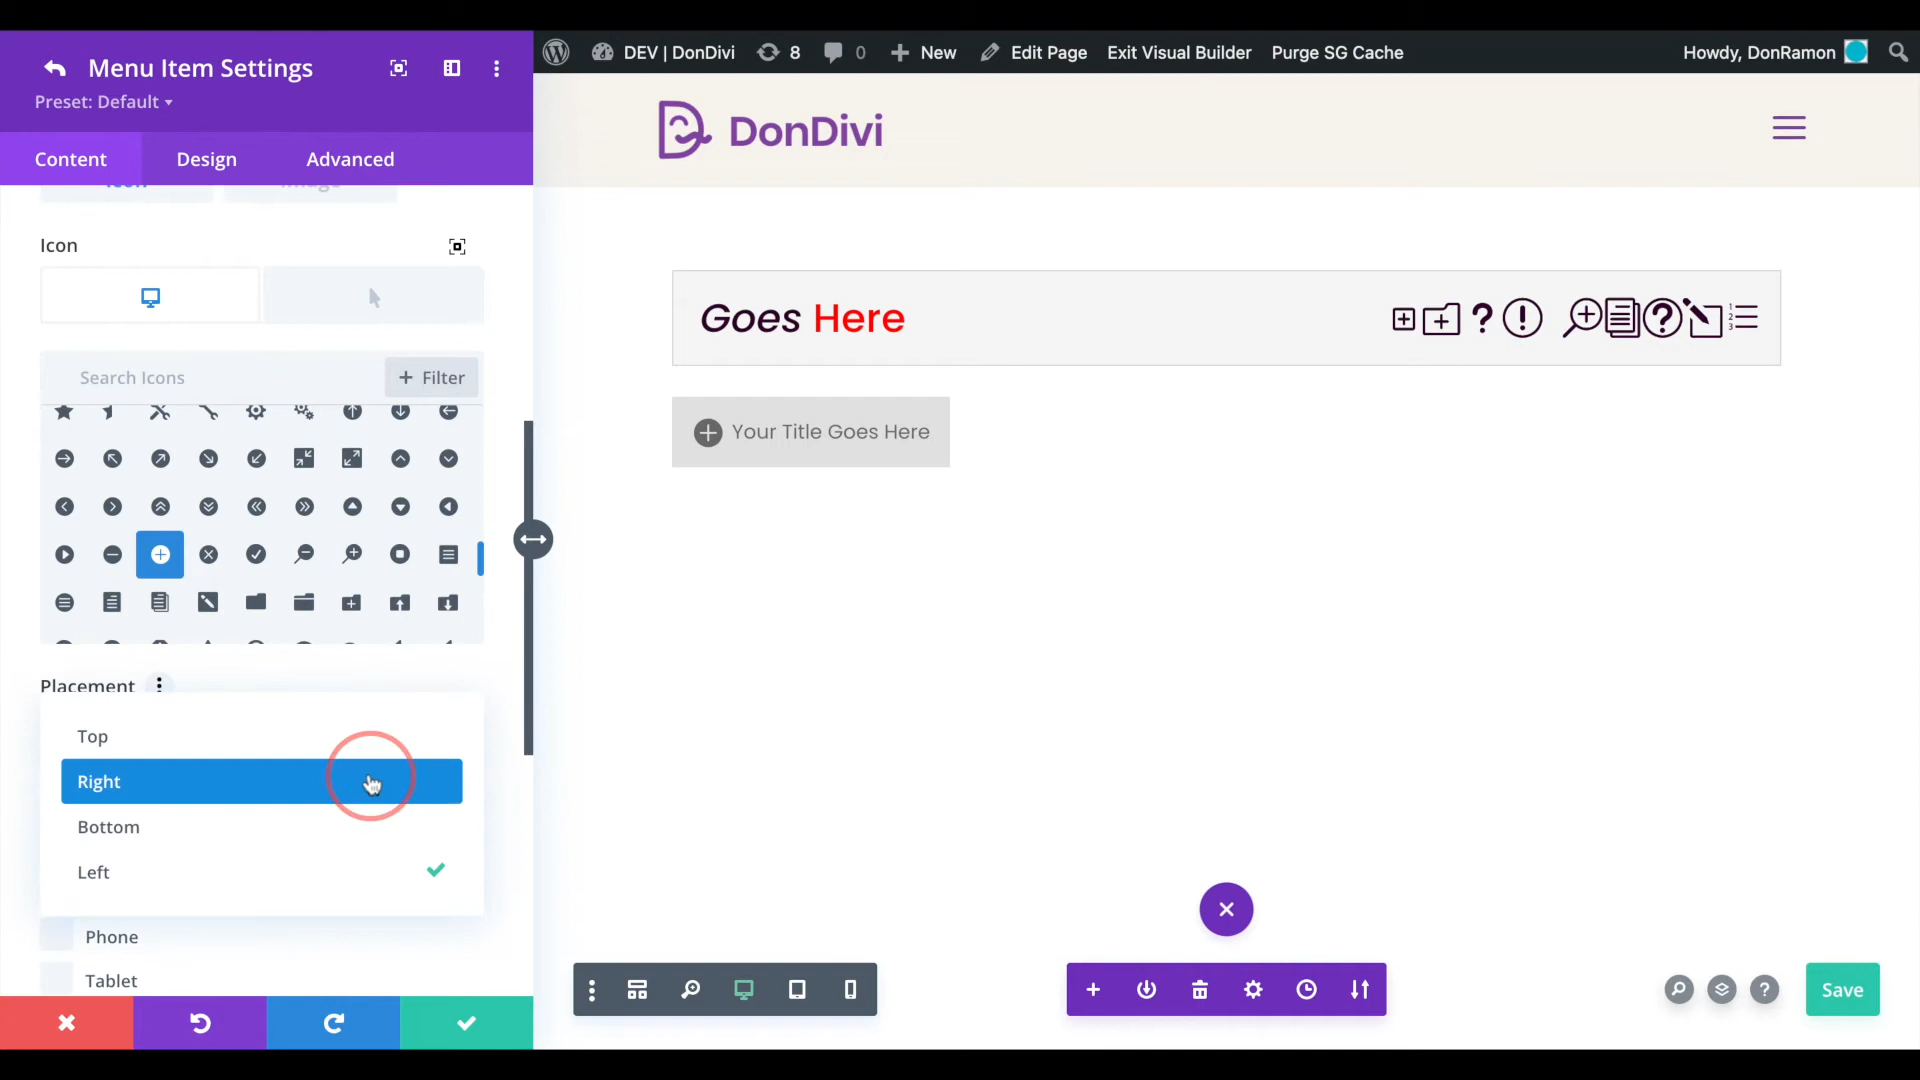 Menu Item Settings
Preset: Default
Content
Design
Advanced
DEV | DonDivi
8
0
New
Edit Page
Exit Visual Builder
Purge SG Cache
Howdy, DonRamon
DonDivi
Icon
Image
Icon
Search Icons
+ Filter
Placement
Top
Right
Bottom
Left
Phone
Tablet
Goes Here
Your Title Goes Here
Save